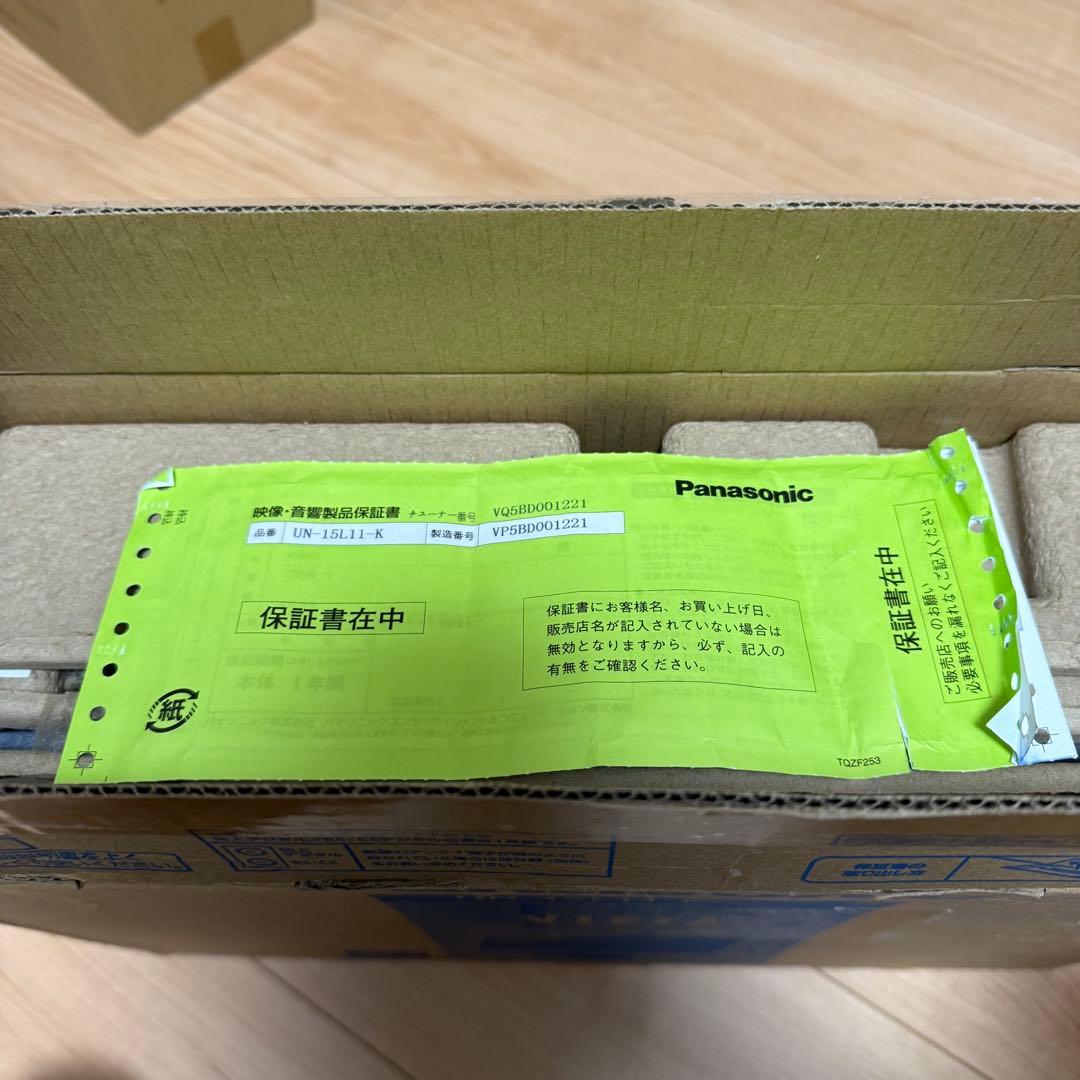 Panasonic
映像・音響製品保証書 チューナー番号 VQ5BD001221
品番 UN-15L11-K 製造番号 VP5BD001221
保証書在中
保証書にお客様名、お買い上げ日、
販売店名が記入されていない場合は
無効となりますから、必ず、記入の
有無をご確認ください。
保証書在中
ご販売店へのお願い
必要事項を漏れなくご記入ください
紙
1年間
TQZF253